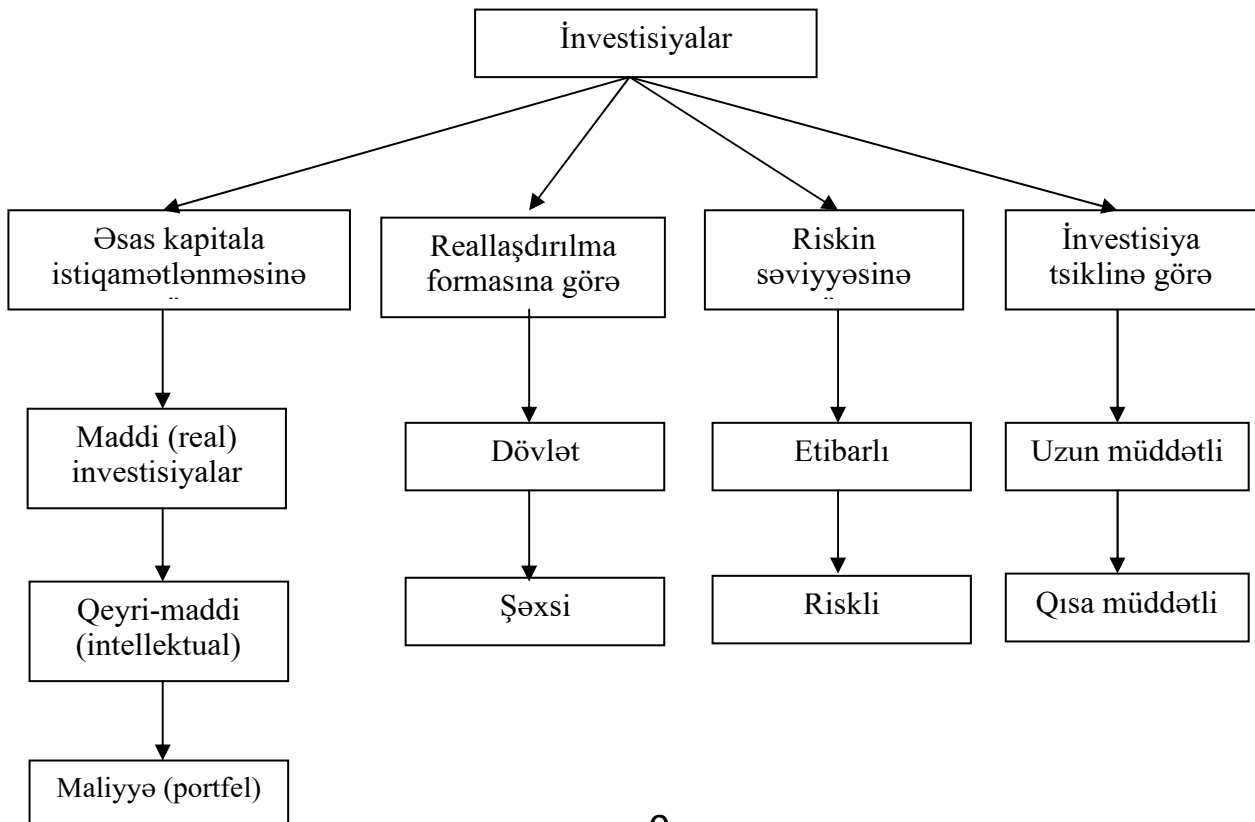 İnvestisiyalar
Əsas kapitala
istiqamətlənməsinə
Reallaşdırılma
formasına görə
Riskin
səviyyəsinə
İnvestisiya
tsiklinə görə
Maddi (real)
investisiyalar
Dövlət
Etibarlı
Uzun müddətli
Qeyri-maddi
(intellektual)
Şəxsi
Riskli
Qısa müddətli
Maliyyə (portfel)